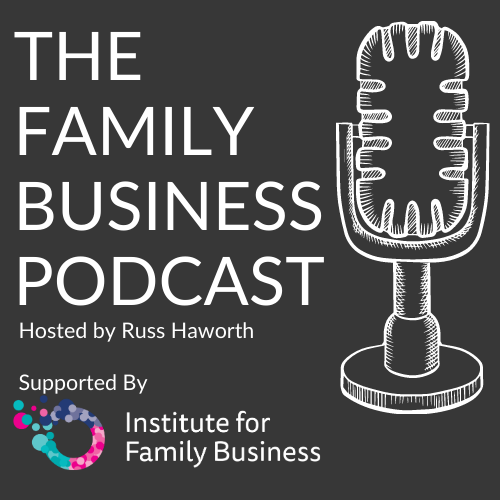 THE
FAMILY
BUSINESS
PODCAST
Hosted by Russ Haworth
Supported By
Institute for
Family Business